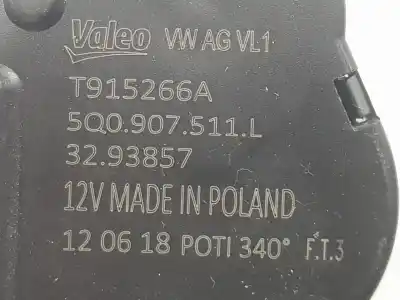 Valeo VW AG VL1
T915266A
5Q0.907.511.L
32.93857
12V MADE IN POLAND
12 06 18 POTI 340° F.T.3